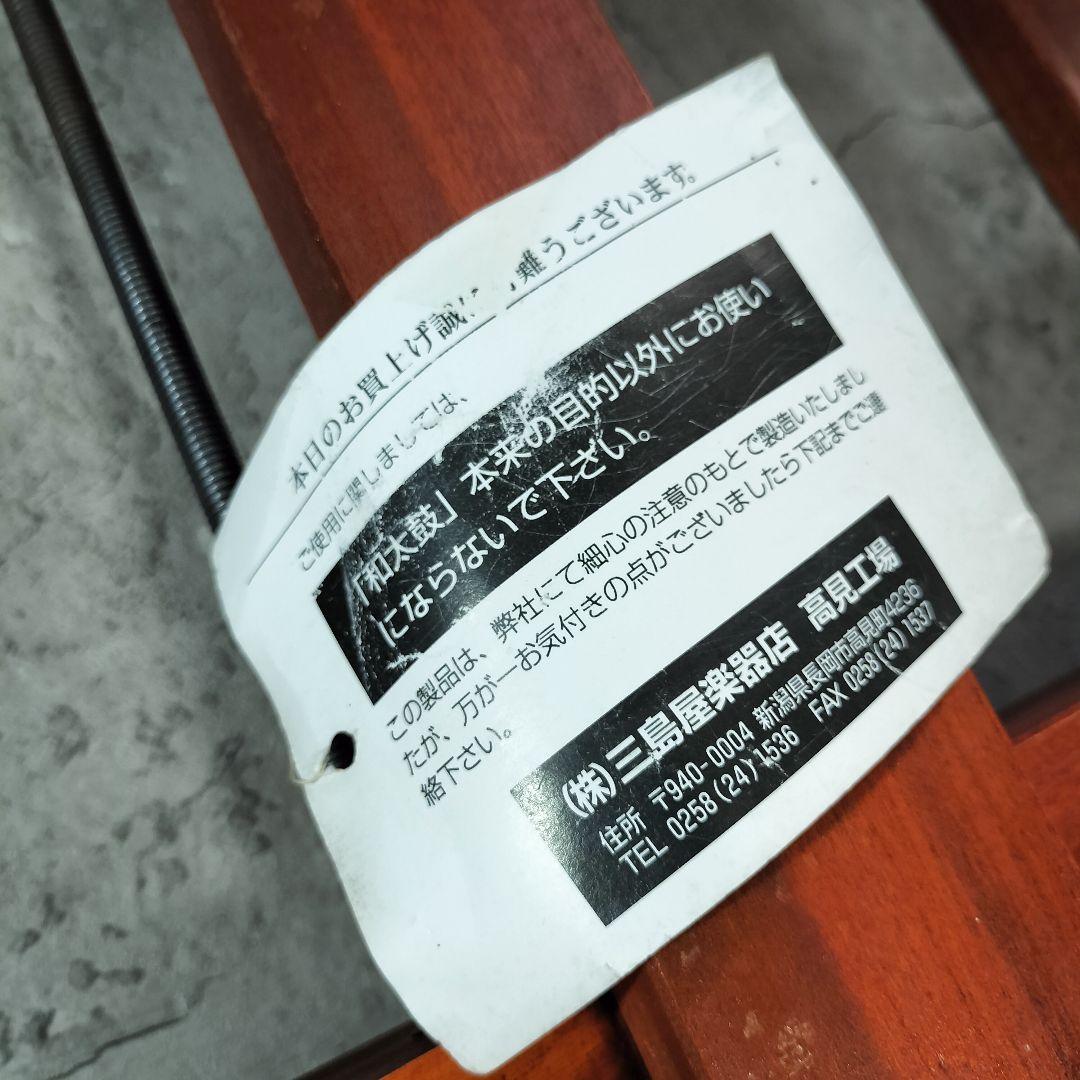 本日のお買上げ誠に 難うございます。
ご使用に関しましては、
「和太鼓」本来の目的以外にお使い
にならないで下さい。
この製品は、弊社にて細心の注意のもとで製造いたしまし
たが、万が一お気付きの点がございましたら下記までご連
絡下さい。
(株)三島屋楽器店 高見工場
住所 〒940-0004 新潟県長岡市高見町4236
TEL 0258(24)1536 FAX 0258(24)1537